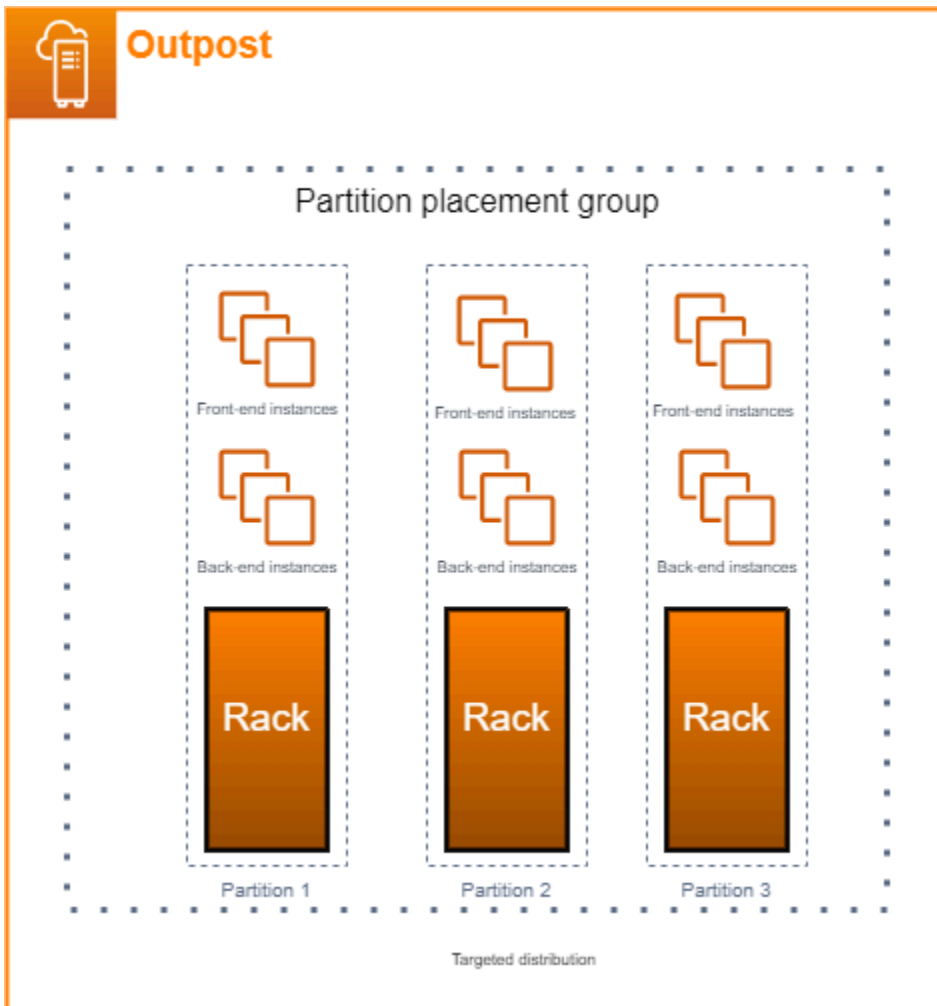 Outpost
Partition placement group
Front-end instances
Front-end instances
Front-end instances
Back-end instances
Back-end instances
Back-end instances
Rack
Rack
Rack
Partition 1
Partition 2
Partition 3
Targeted distribution